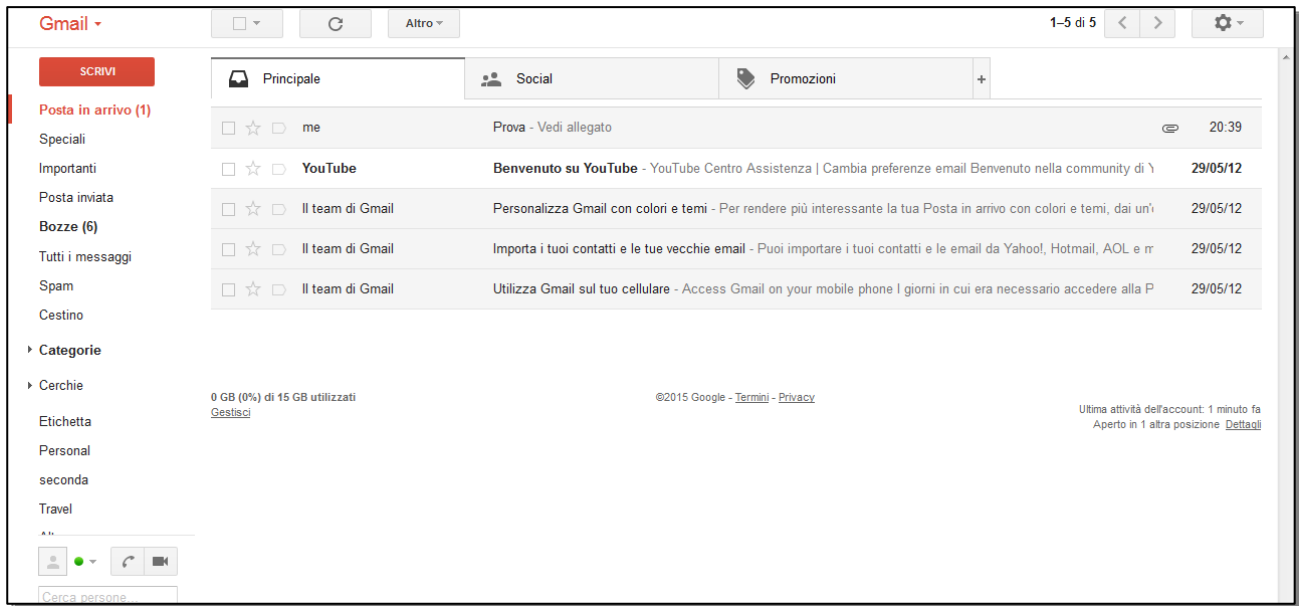 Gmail
Altro
1–5 di 5
SCRIVI
Posta in arrivo (1)
Speciali
Importanti
Posta inviata
Bozze (6)
Tutti i messaggi
Spam
Cestino
Categorie
Cerchie
Etichetta
Personal
seconda
Travel
Cerca persone...
Principale
Social
Promozioni
+
me Prova - Vedi allegato 20:39
YouTube Benvenuto su YouTube - YouTube Centro Assistenza | Cambia preferenze email Benvenuto nella community di 29/05/12
Il team di Gmail Personalizza Gmail con colori e temi - Per rendere più interessante la tua Posta in arrivo con colori e temi, dai 29/05/12
Il team di Gmail Importa i tuoi contatti e le tue vecchie email - Puoi importare i tuoi contatti e le email da Yahoo!, Hotmail, AOL e 29/05/12
Il team di Gmail Utilizza Gmail sul tuo cellulare - Access Gmail on your mobile phone I giorni in cui era necessario accedere alla 29/05/12
0 GB (0%) di 15 GB utilizzati
Gestisci
©2015 Google - Termini - Privacy
Ultima attività dell'account: 1 minuto fa
Aperto in 1 altra posizione Dettagli